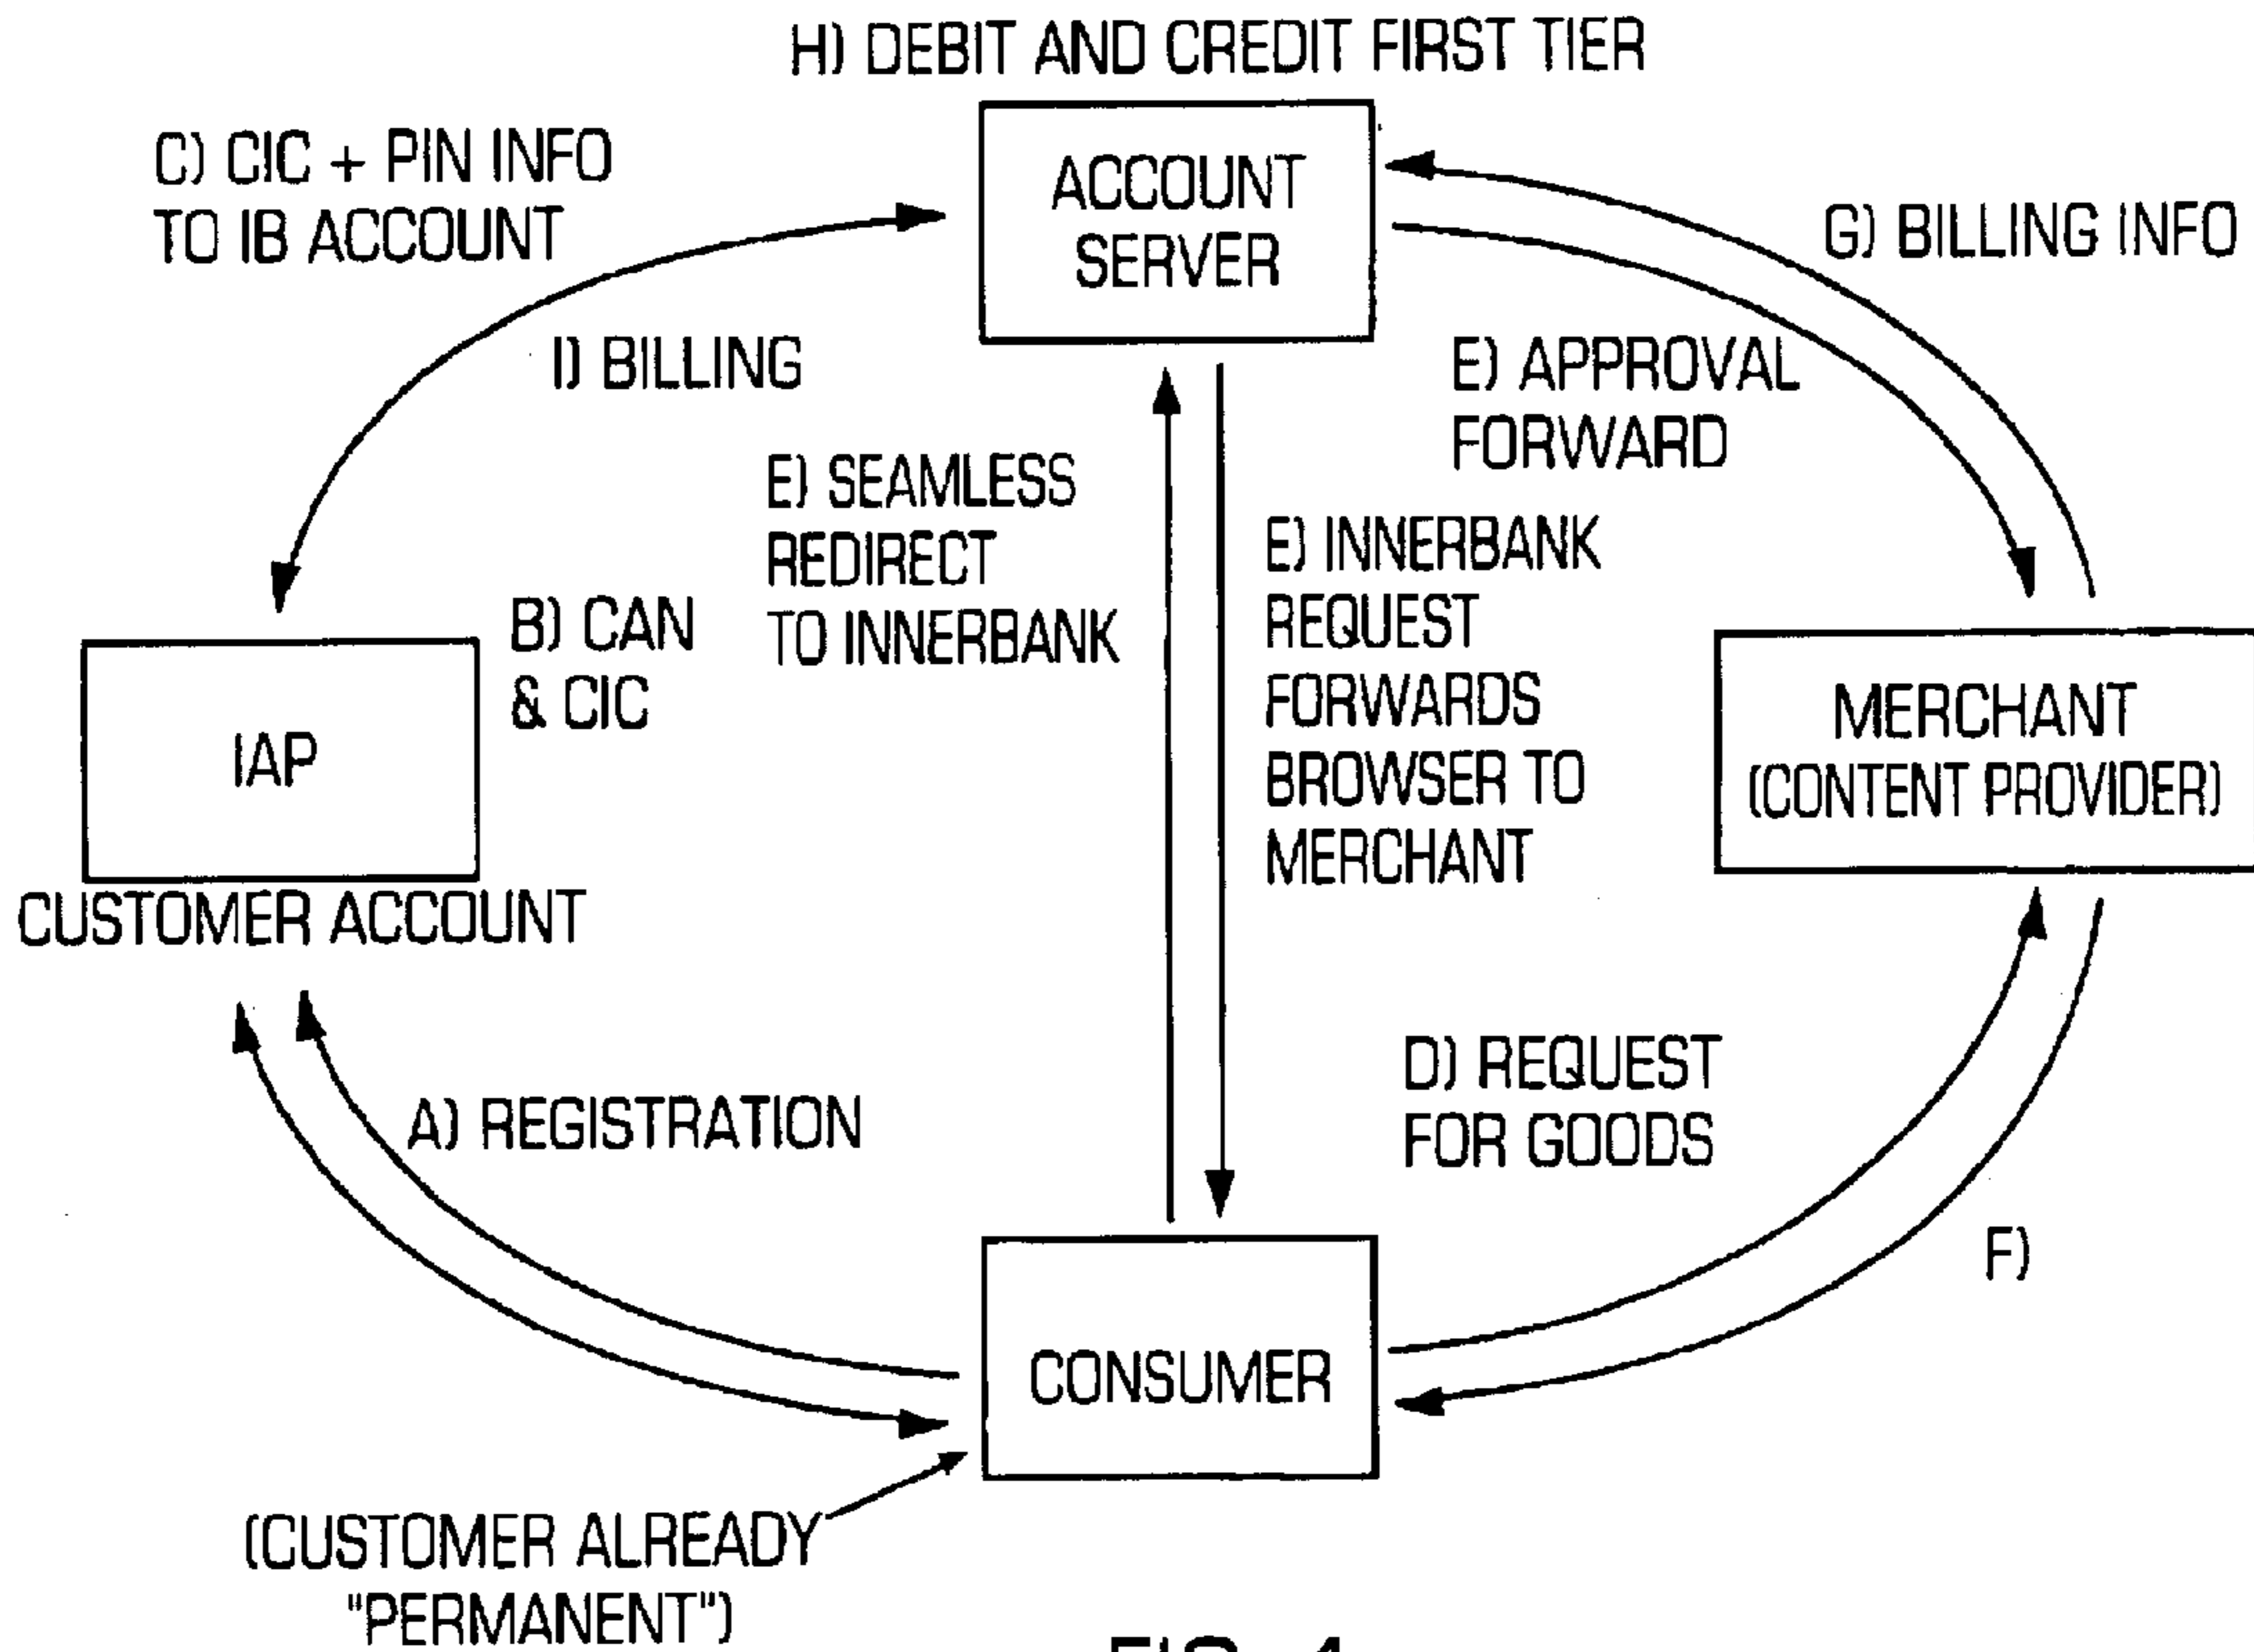 H) DEBIT AND CREDIT FIRST TIER
C) CIC + PIN INFO
TO IB ACCOUNT
ACCOUNT
SERVER
G) BILLING INFO
I) BILLING
E) APPROVAL
FORWARD
E) SEAMLESS
REDIRECT
TO INNERBANK
E) INNERBANK
REQUEST
FORWARDS
BROWSER TO
MERCHANT
B) CAN
& CIC
IAP
MERCHANT
(CONTENT PROVIDER)
CUSTOMER ACCOUNT
A) REGISTRATION
D) REQUEST
FOR GOODS
F)
CONSUMER
(CUSTOMER ALREADY
"PERMANENT")